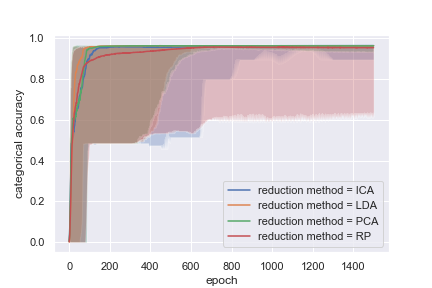 1.0
0.8
0.6
0.4
0.2
0.0
categorical accuracy
reduction method = ICA
reduction method = LDA
reduction method = PCA
reduction method = RP
0 200 400 600 800 1000 1200 1400
epoch